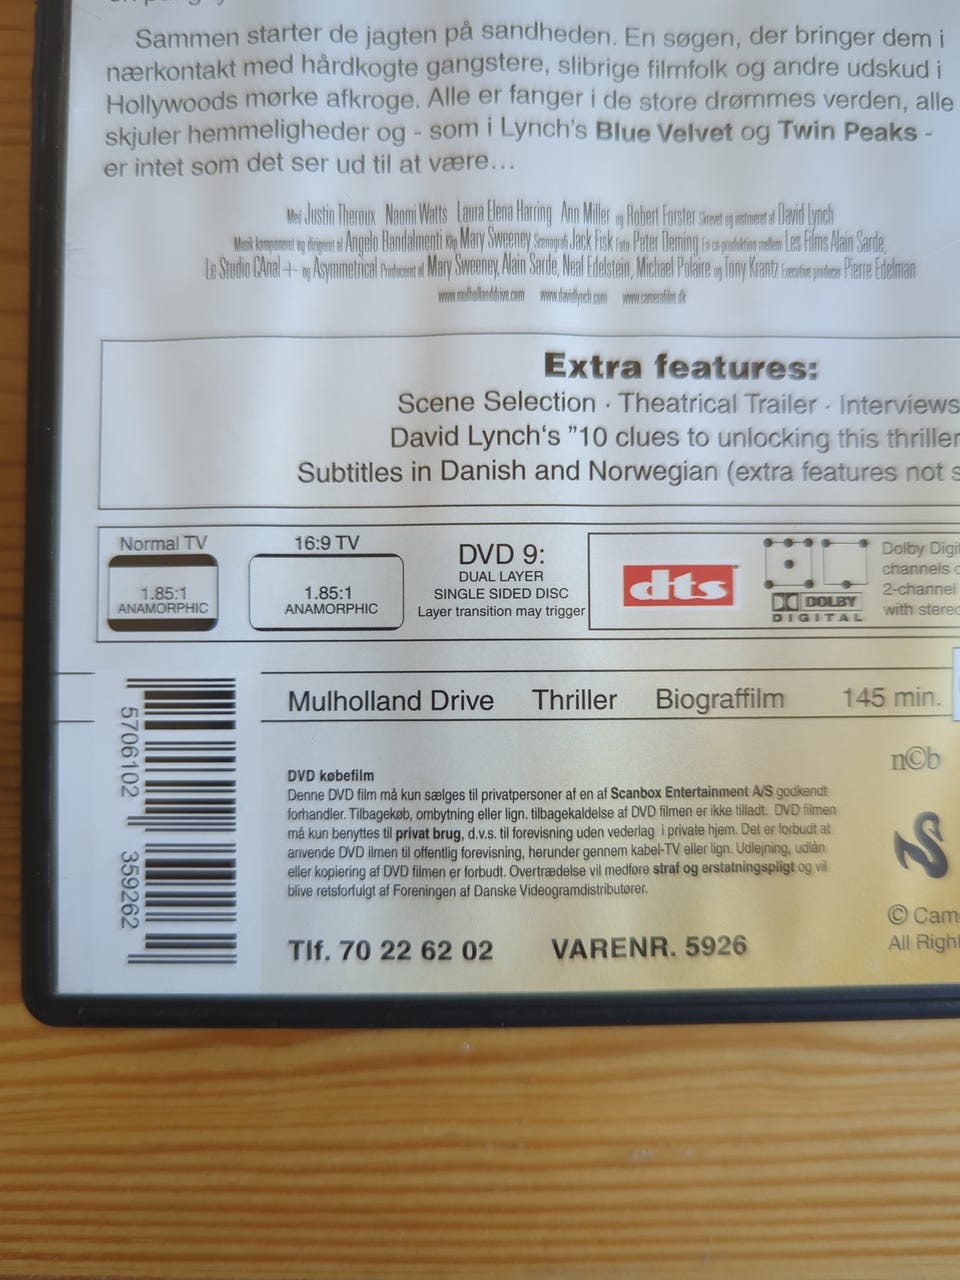 Sammen starter de jagten på sandheden. En søgen, der bringer dem i
nærkontakt med hårdkogte gangstere, slibrige filmfolk og andre udskud i
Hollywoods mørke afkroge. Alle er fanger i de store drømmes verden, alle
skjuler hemmeligheder og - som i Lynch's Blue Velvet og Twin Peaks -
er intet som det ser ud til at være...
Med Justin Theroux Naomi Watts Laura Elena Harring Ann Miller og Robert Forster Skrevet og instrueret af David Lynch
Musik komponeret og dirigeret af Angelo Bandalmenti Klip Mary Sweeney Scenografi Jack Fisk Foto Peter Deming En co-produktion mellem Les Films Alain Sarde,
Le Studio CAnal+ og Asymmetrical Produceret af Mary Sweeney, Alain Sarde, Neal Edelstein, Michael Polaire og Tony Krantz Executive producer Pierre Edelman
www.mulhollanddrive.com www.davidlynch.com www.camerafilm.dk
Extra features:
Scene Selection · Theatrical Trailer · Interviews
David Lynch's "10 clues to unlocking this thriller
Subtitles in Danish and Norwegian (extra features not s
Normal TV
1.85:1
ANAMORPHIC
16:9 TV
1.85:1
ANAMORPHIC
DVD 9:
DUAL LAYER
SINGLE SIDED DISC
Layer transition may trigger
dts
DOLBY
DIGITAL
Dolby Digi
channels o
2-channel
with stereo
Mulholland Drive Thriller Biograffilm 145 min.
5706102 359262
DVD købefilm
Denne DVD film må kun sælges til privatpersoner af en af Scanbox Entertainment A/S godkendt
forhandler. Tilbagekøb, ombytning eller lign. tilbagekaldelse af DVD filmen er ikke tilladt. DVD filmen
må kun benyttes til privat brug, d.v.s. til forevisning uden vederlag i private hjem. Det er forbudt at
anvende DVD ilmen til offentlig forevisning, herunder gennem kabel-TV eller lign. Udlejning, udlån
eller kopiering af DVD filmen er forbudt. Overtrædelse vil medføre straf og erstatningspligt og vil
blive retsforfulgt af Foreningen af Danske Videogramdistributører.
Tlf. 70 22 62 02 VARENR. 5926
n©b
© Cam
All Right